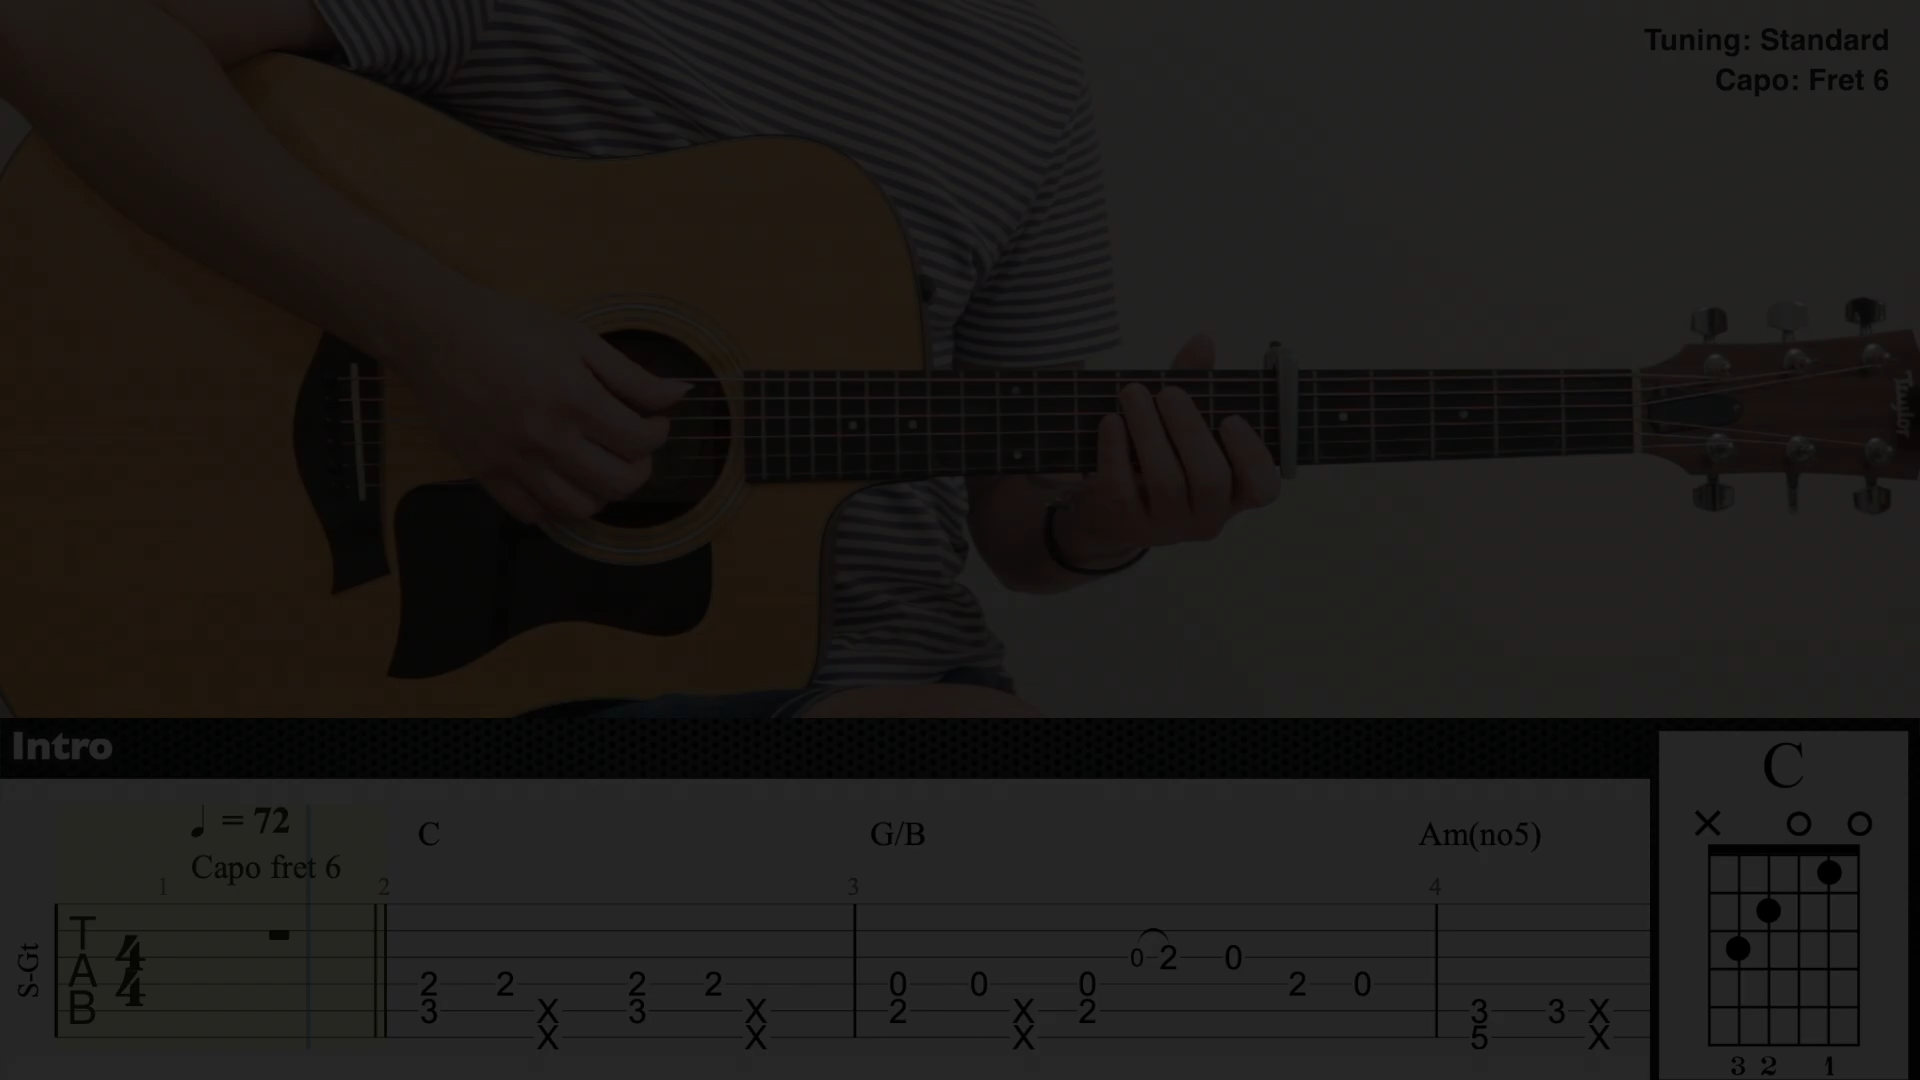 Tuning: Standard
Capo: Fret 6
Taylor
Intro
♩ = 72
Capo fret 6
C G/B Am(no5)
1 2 3 4
S-Gt
T
A
B
4
4
0 2 0
2 2 2 2 0 0 0 2 0
3 X 3 X 2 X 2 3 3 X
X X X 5 X
C
X O O
3 2 1